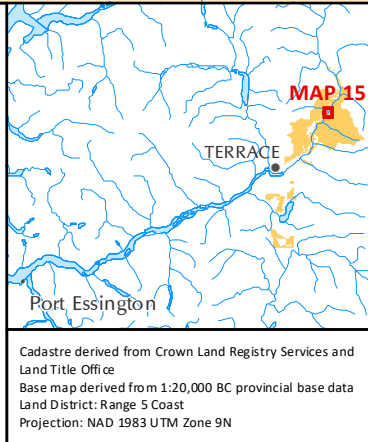 MAP 15
TERRACE
Port Essington
Cadastre derived from Crown Land Registry Services and
Land Title Office
Base map derived from 1:20,000 BC provincial base data
Land District: Range 5 Coast
Projection: NAD 1983 UTM Zone 9N